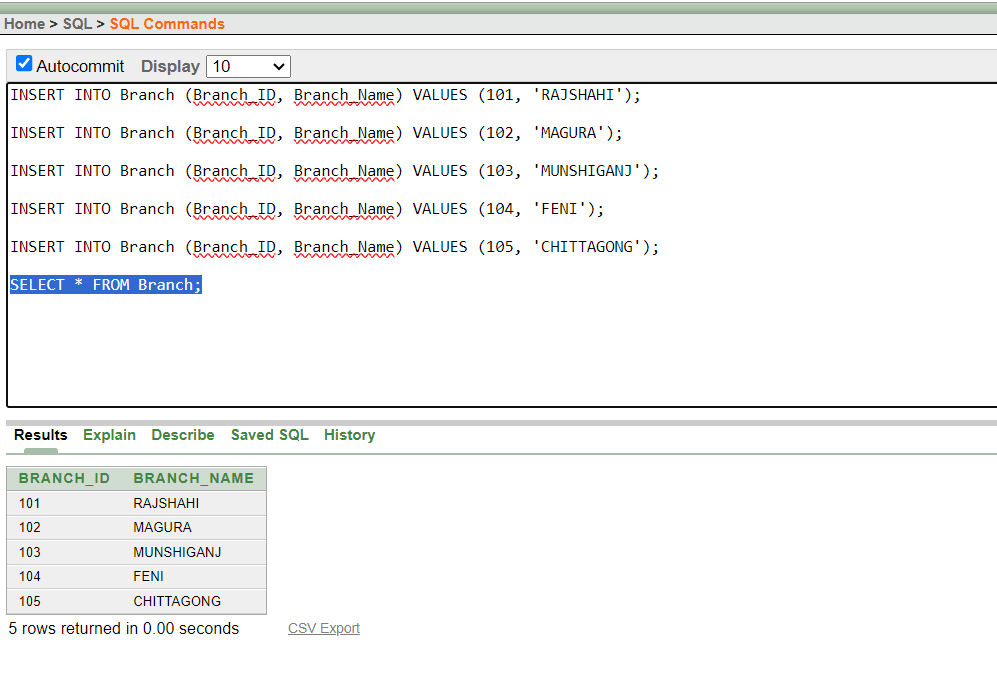 Home > SQL > SQL Commands
Autocommit Display 10
INSERT INTO Branch (Branch_ID, Branch_Name) VALUES (101, 'RAJSHAHI');
INSERT INTO Branch (Branch_ID, Branch_Name) VALUES (102, 'MAGURA');
INSERT INTO Branch (Branch_ID, Branch_Name) VALUES (103, 'MUNSHIGANJ');
INSERT INTO Branch (Branch_ID, Branch_Name) VALUES (104, 'FENI');
INSERT INTO Branch (Branch_ID, Branch_Name) VALUES (105, 'CHITTAGONG');
SELECT * FROM Branch;
Results Explain Describe Saved SQL History
BRANCH_ID BRANCH_NAME
101 RAJSHAHI
102 MAGURA
103 MUNSHIGANJ
104 FENI
105 CHITTAGONG
5 rows returned in 0.00 seconds CSV Export